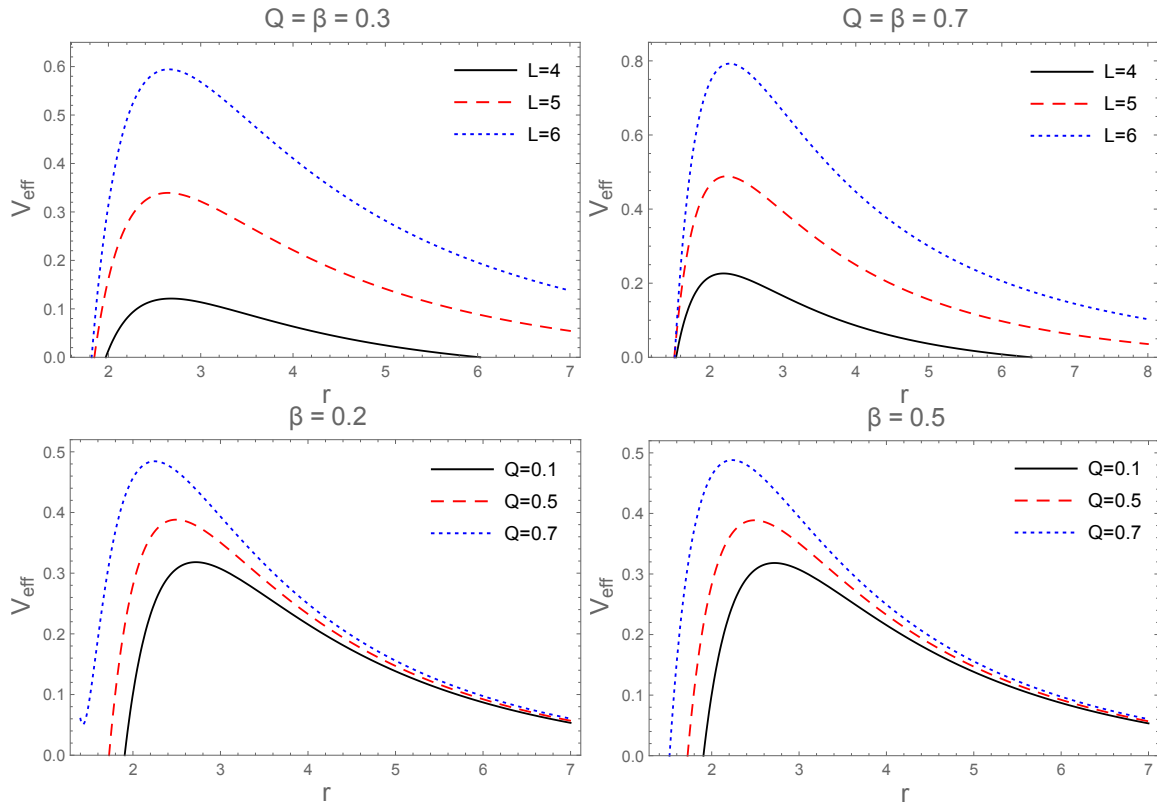 Q = β = 0.3
V_eff
0.6
0.5
0.4
0.3
0.2
0.1
0.0
L=4
L=5
L=6
2 3 4 5 6 7
r
Q = β = 0.7
V_eff
0.8
0.6
0.4
0.2
0.0
L=4
L=5
L=6
2 3 4 5 6 7 8
r
β = 0.2
V_eff
0.5
0.4
0.3
0.2
0.1
0.0
Q=0.1
Q=0.5
Q=0.7
2 3 4 5 6 7
r
β = 0.5
V_eff
0.5
0.4
0.3
0.2
0.1
0.0
Q=0.1
Q=0.5
Q=0.7
2 3 4 5 6 7
r